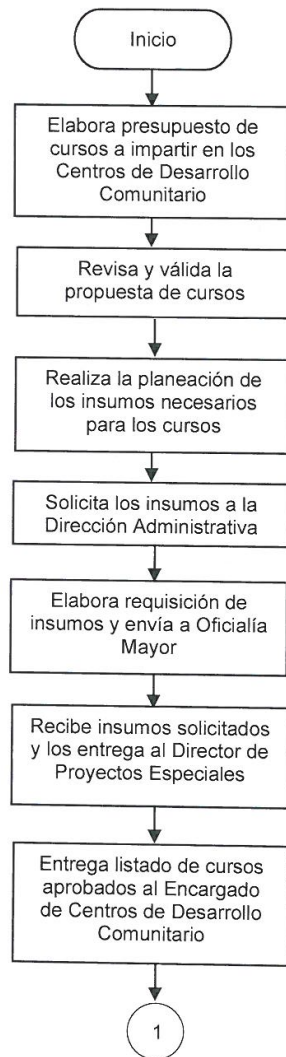 Inicio
Elabora presupuesto de
cursos a impartir en los
Centros de Desarrollo
Comunitario
Revisa y válida la
propuesta de cursos
Realiza la planeación de
los insumos necesarios
para los cursos
Solicita los insumos a la
Dirección Administrativa
Elabora requisición de
insumos y envía a Oficialía
Mayor
Recibe insumos solicitados
y los entrega al Director de
Proyectos Especiales
Entrega listado de cursos
aprobados al Encargado
de Centros de Desarrollo
Comunitario
1